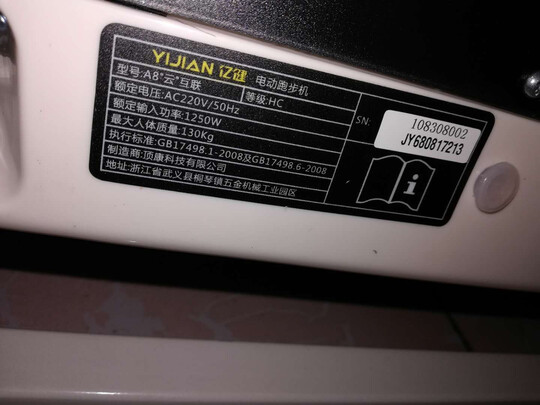 YIJIAN 亿健 电动跑步机
型号:A8"云"互联 等级:HC
额定电压:AC220V/50Hz
额定输入功率:1250W
最大人体质量:130Kg
执行标准:GB17498.1-2008及GB17498.6-2008
制造商:顶康科技有限公司
地址:浙江省武义县桐琴镇五金机械工业园区
SN:
108308002
JY680817213